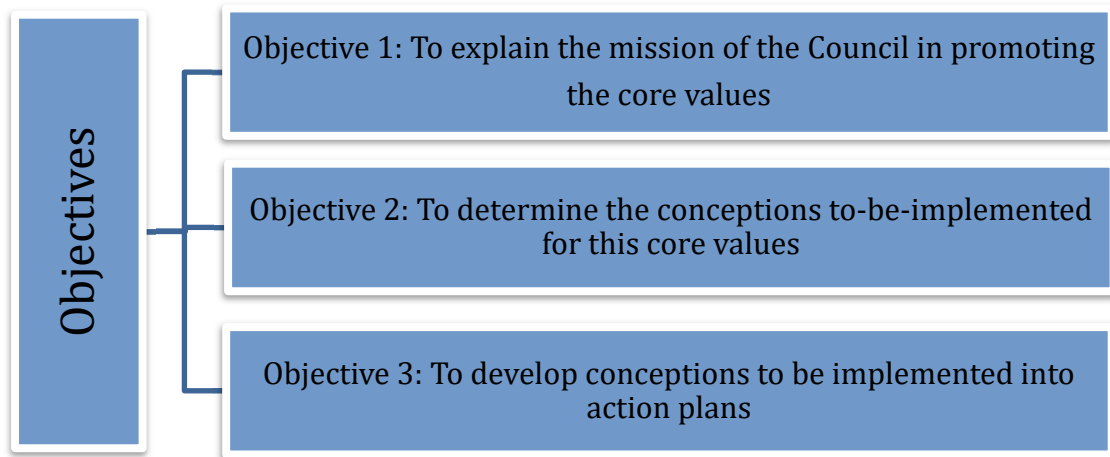 Objectives
Objective 1: To explain the mission of the Council in promoting
the core values
Objective 2: To determine the conceptions to-be-implemented
for this core values
Objective 3: To develop conceptions to be implemented into
action plans